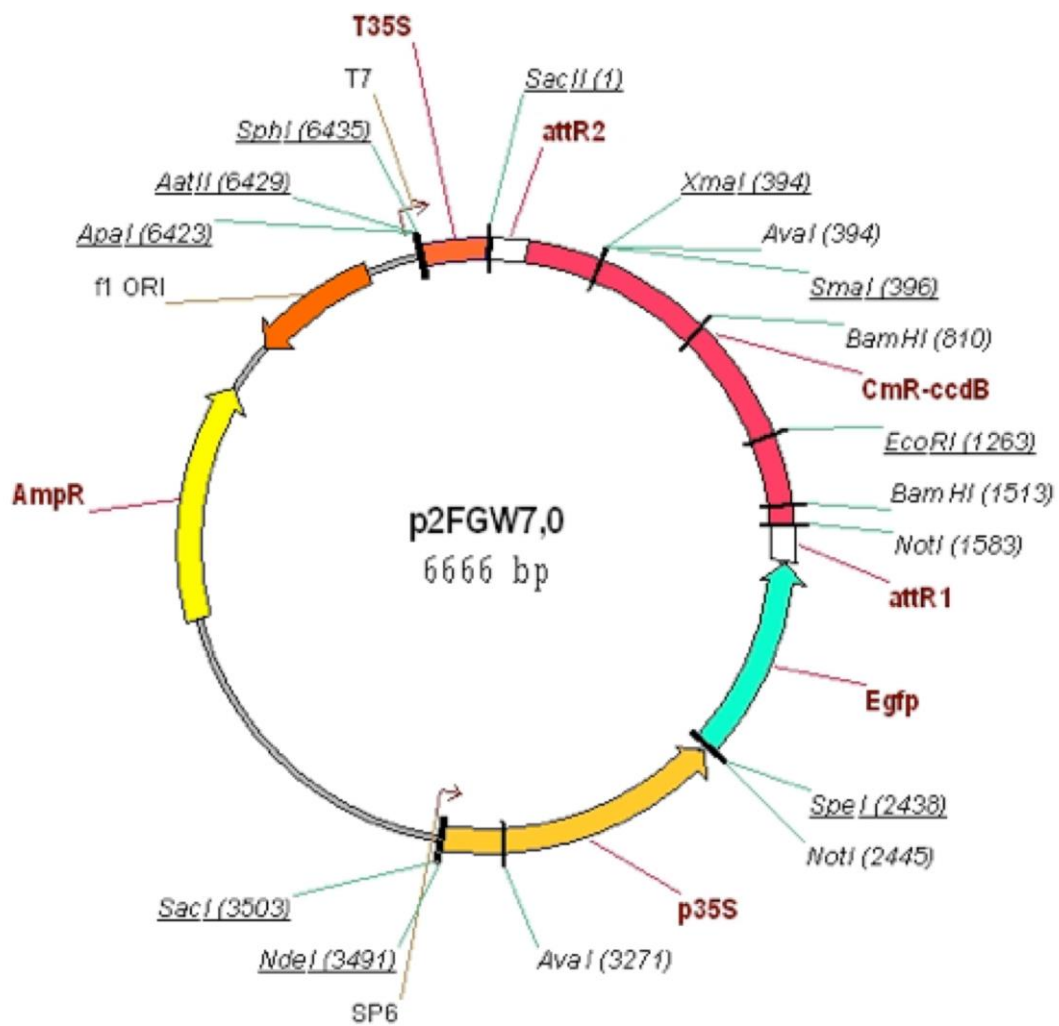 T35S
T7
SacII (1)
SphI (6435)
attR2
AatII (6429)
XmaI (394)
ApaI (6423)
AvaI (394)
f1 ORI
SmaI (396)
BamHI (810)
CmR-ccdB
EcoRI (1263)
AmpR
BamHI (1513)
p2FGW7,0
NotI (1583)
6666 bp
attR1
Egfp
SpeI (2438)
NotI (2445)
SacI (3503)
p35S
NdeI (3491)
AvaI (3271)
SP6